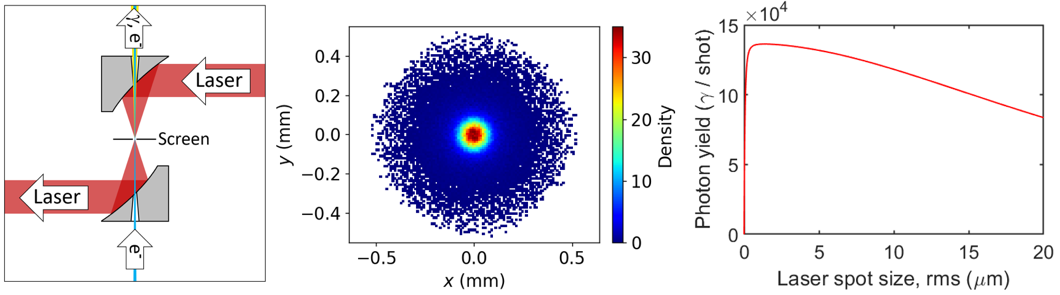 γ, e⁻
Laser
Screen
Laser
e⁻
0.4
0.2
0.0
−0.2
−0.4
y (mm)
−0.5
0.0
0.5
x (mm)
30
20
10
0
Density
15
×10⁴
10
5
0
Photon yield (γ / shot)
0
5
10
15
20
Laser spot size, rms (μm)